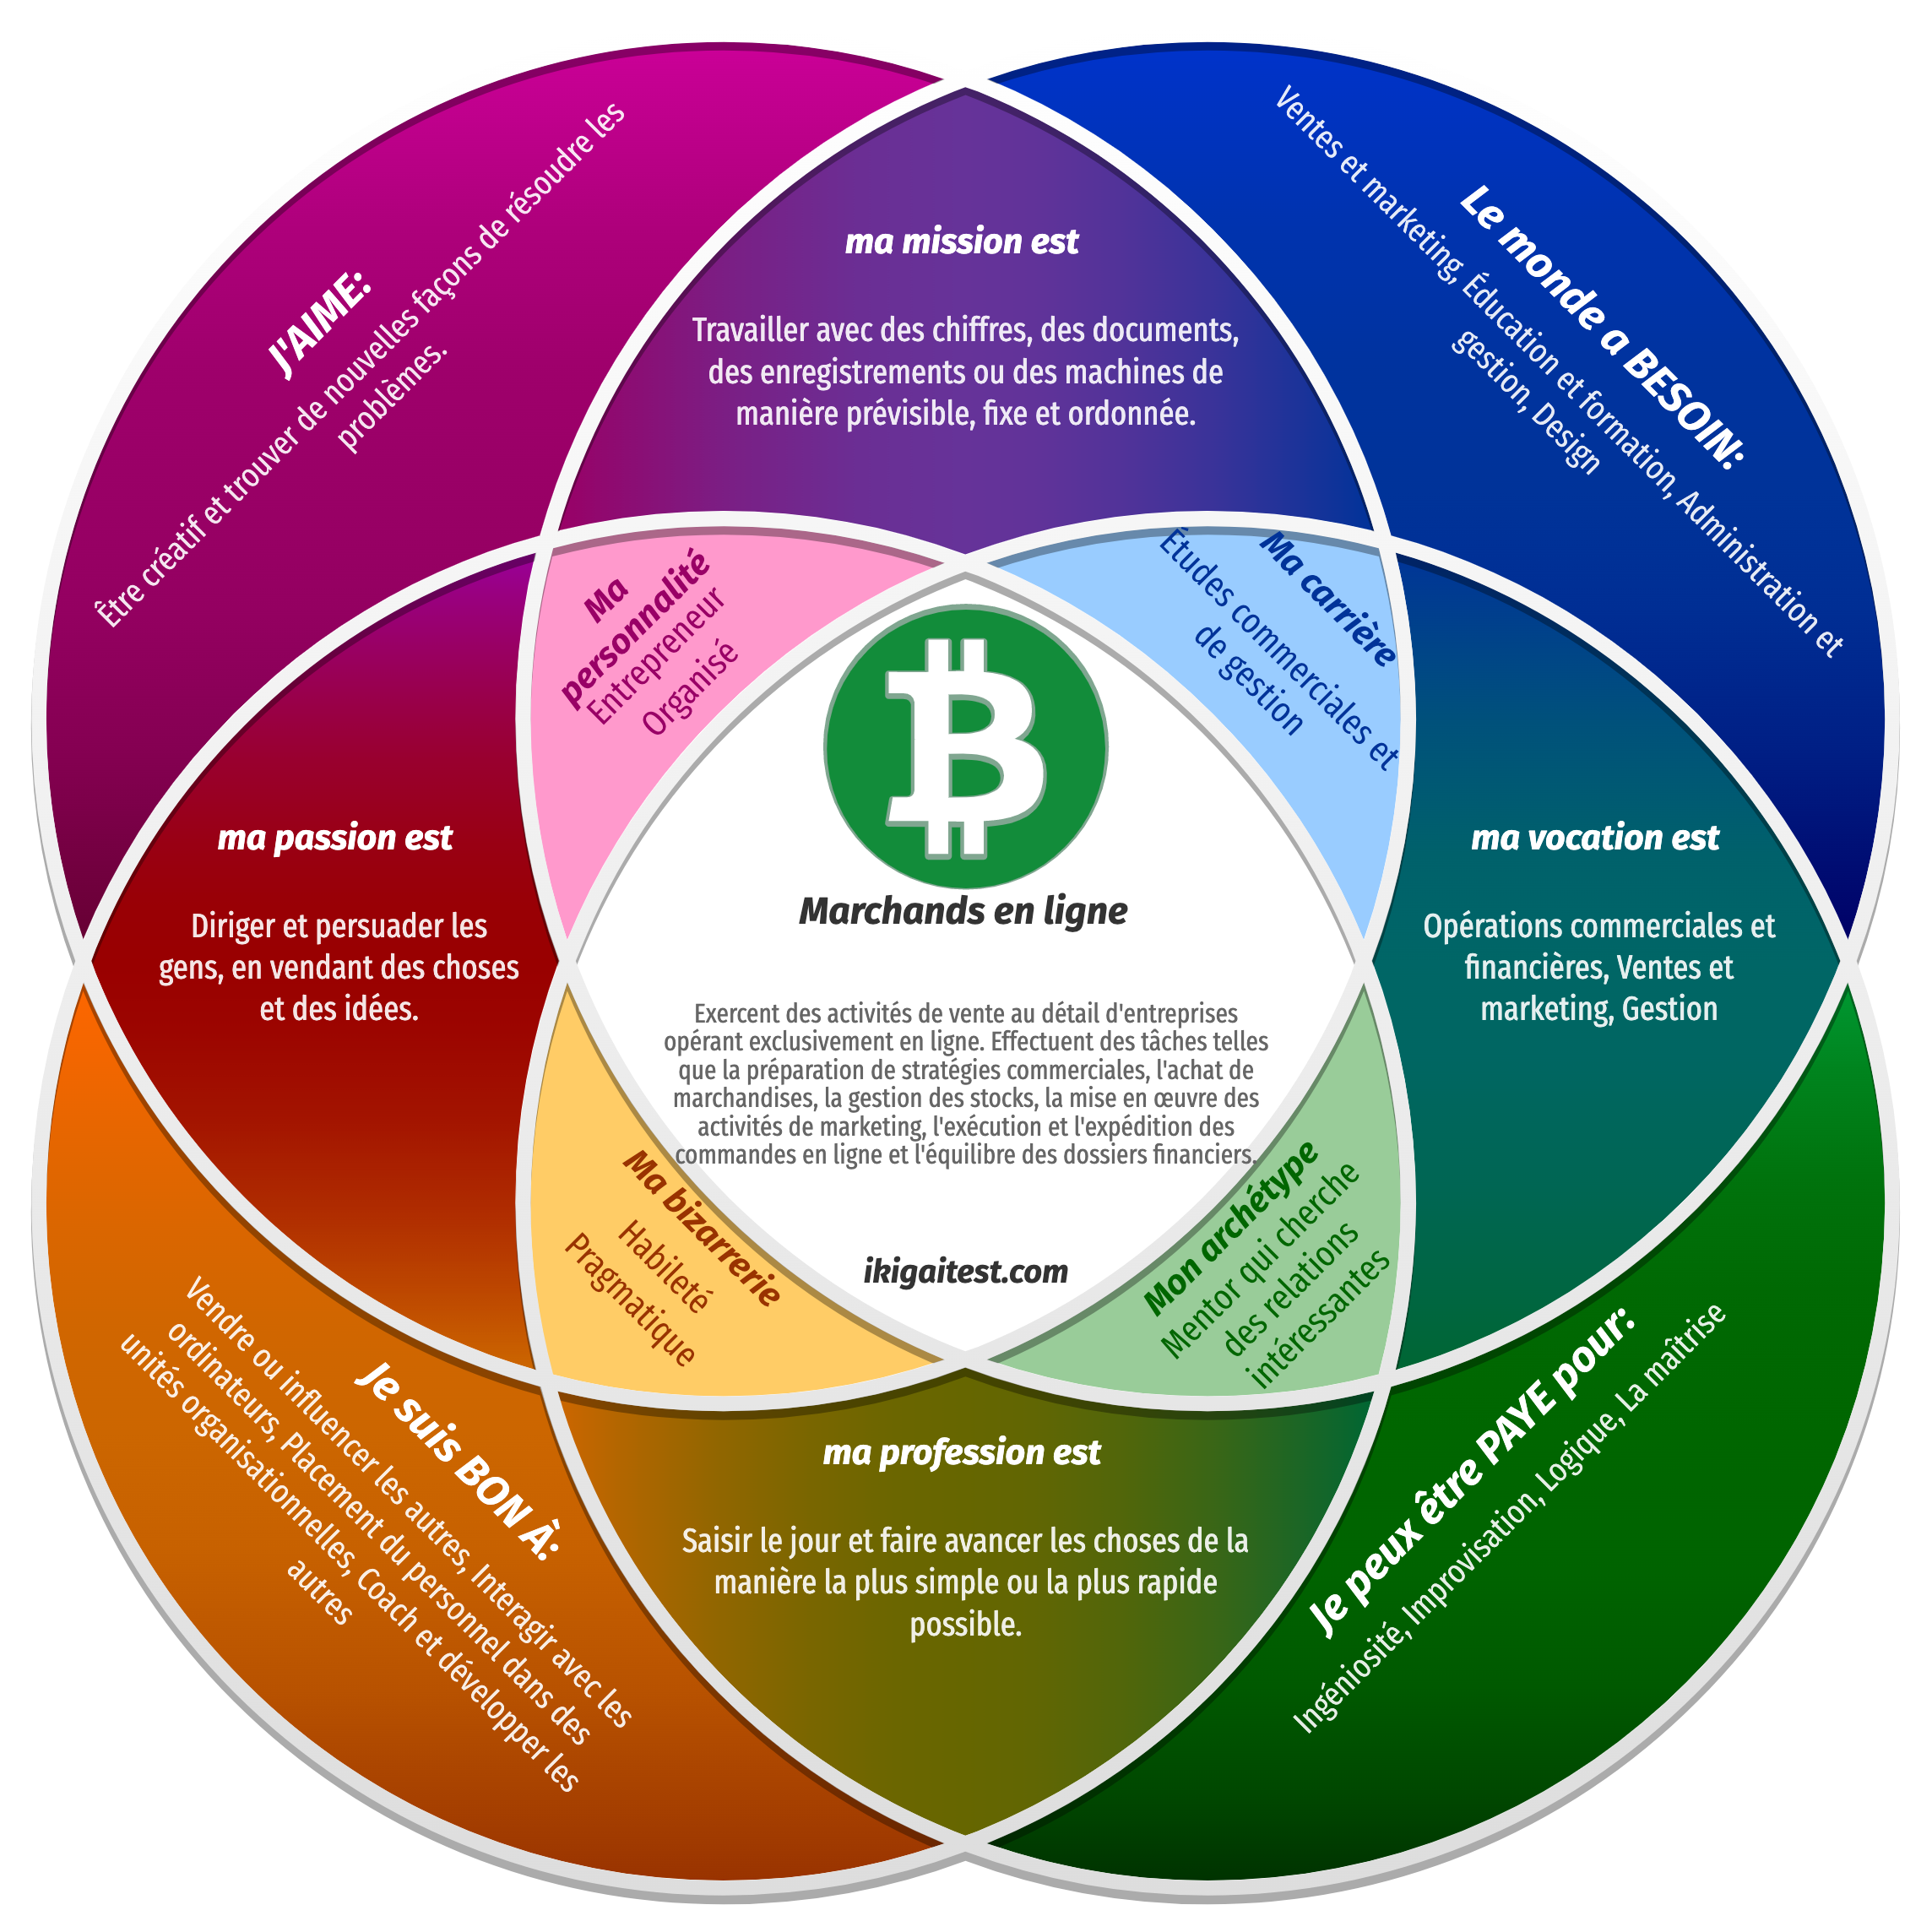 J'AIME:
Être créatif et trouver de nouvelles façons de résoudre les
problèmes.
ma mission est
Travailler avec des chiffres, des documents,
des enregistrements ou des machines de
manière prévisible, fixe et ordonnée.
Le monde a BESOIN:
Ventes et marketing, Éducation et formation, Administration et
gestion, Design
Ma
personnalité
Entrepreneur
Organisé
Ma carrière
Études commerciales et
de gestion
ma passion est
Diriger et persuader les
gens, en vendant des choses
et des idées.
Marchands en ligne
Exercent des activités de vente au détail d'entreprises
opérant exclusivement en ligne. Effectuent des tâches telles
que la préparation de stratégies commerciales, l'achat de
marchandises, la gestion des stocks, la mise en œuvre des
activités de marketing, l'exécution et l'expédition des
commandes en ligne et l'équilibre des dossiers financiers.
ikigaitest.com
ma vocation est
Opérations commerciales et
financières, Ventes et
marketing, Gestion
Ma bizarrerie
Habileté
Pragmatique
Mon archétype
Mentor qui cherche
des relations
intéressantes
Je suis BON À:
Vendre ou influencer les autres, Interagir avec les
ordinateurs, Placement du personnel dans des
unités organisationnelles, Coach et développer les
autres
ma profession est
Saisir le jour et faire avancer les choses de la
manière la plus simple ou la plus rapide
possible.
Je peux être PAYE pour:
Ingéniosité, Improvisation, Logique, La maîtrise